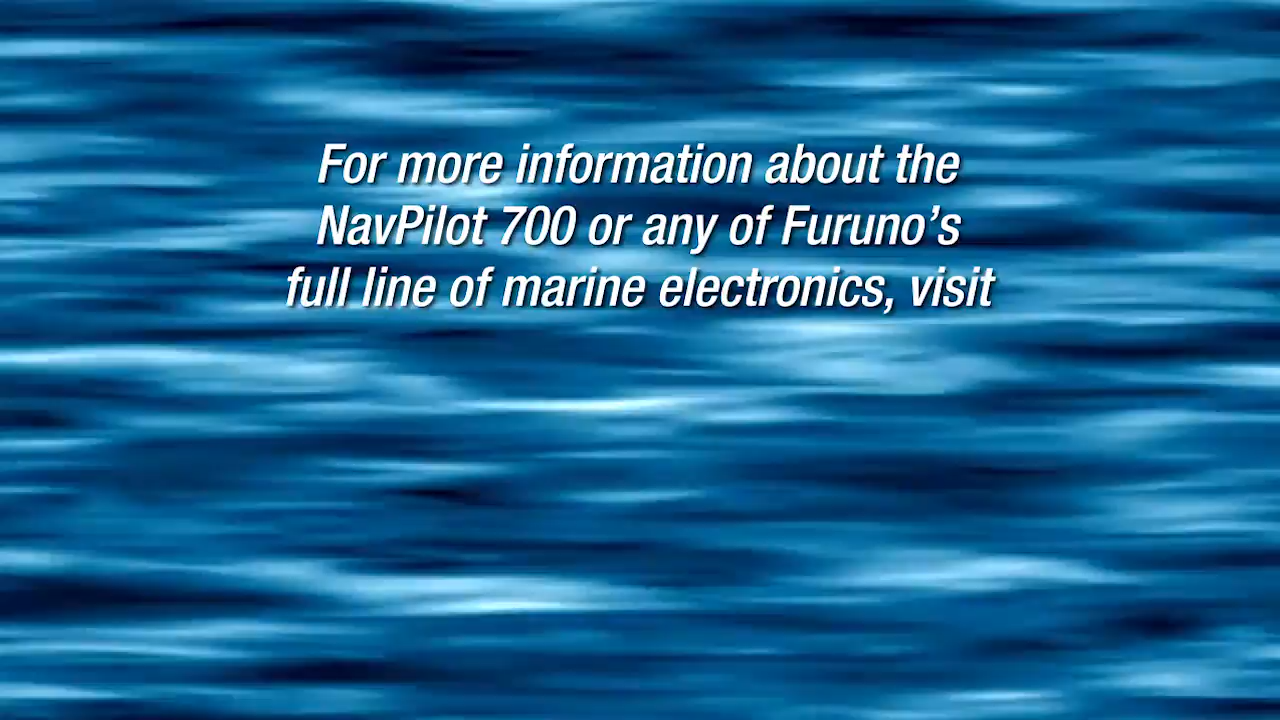 For more information about the
NavPilot 700 or any of Furuno’s
full line of marine electronics, visit